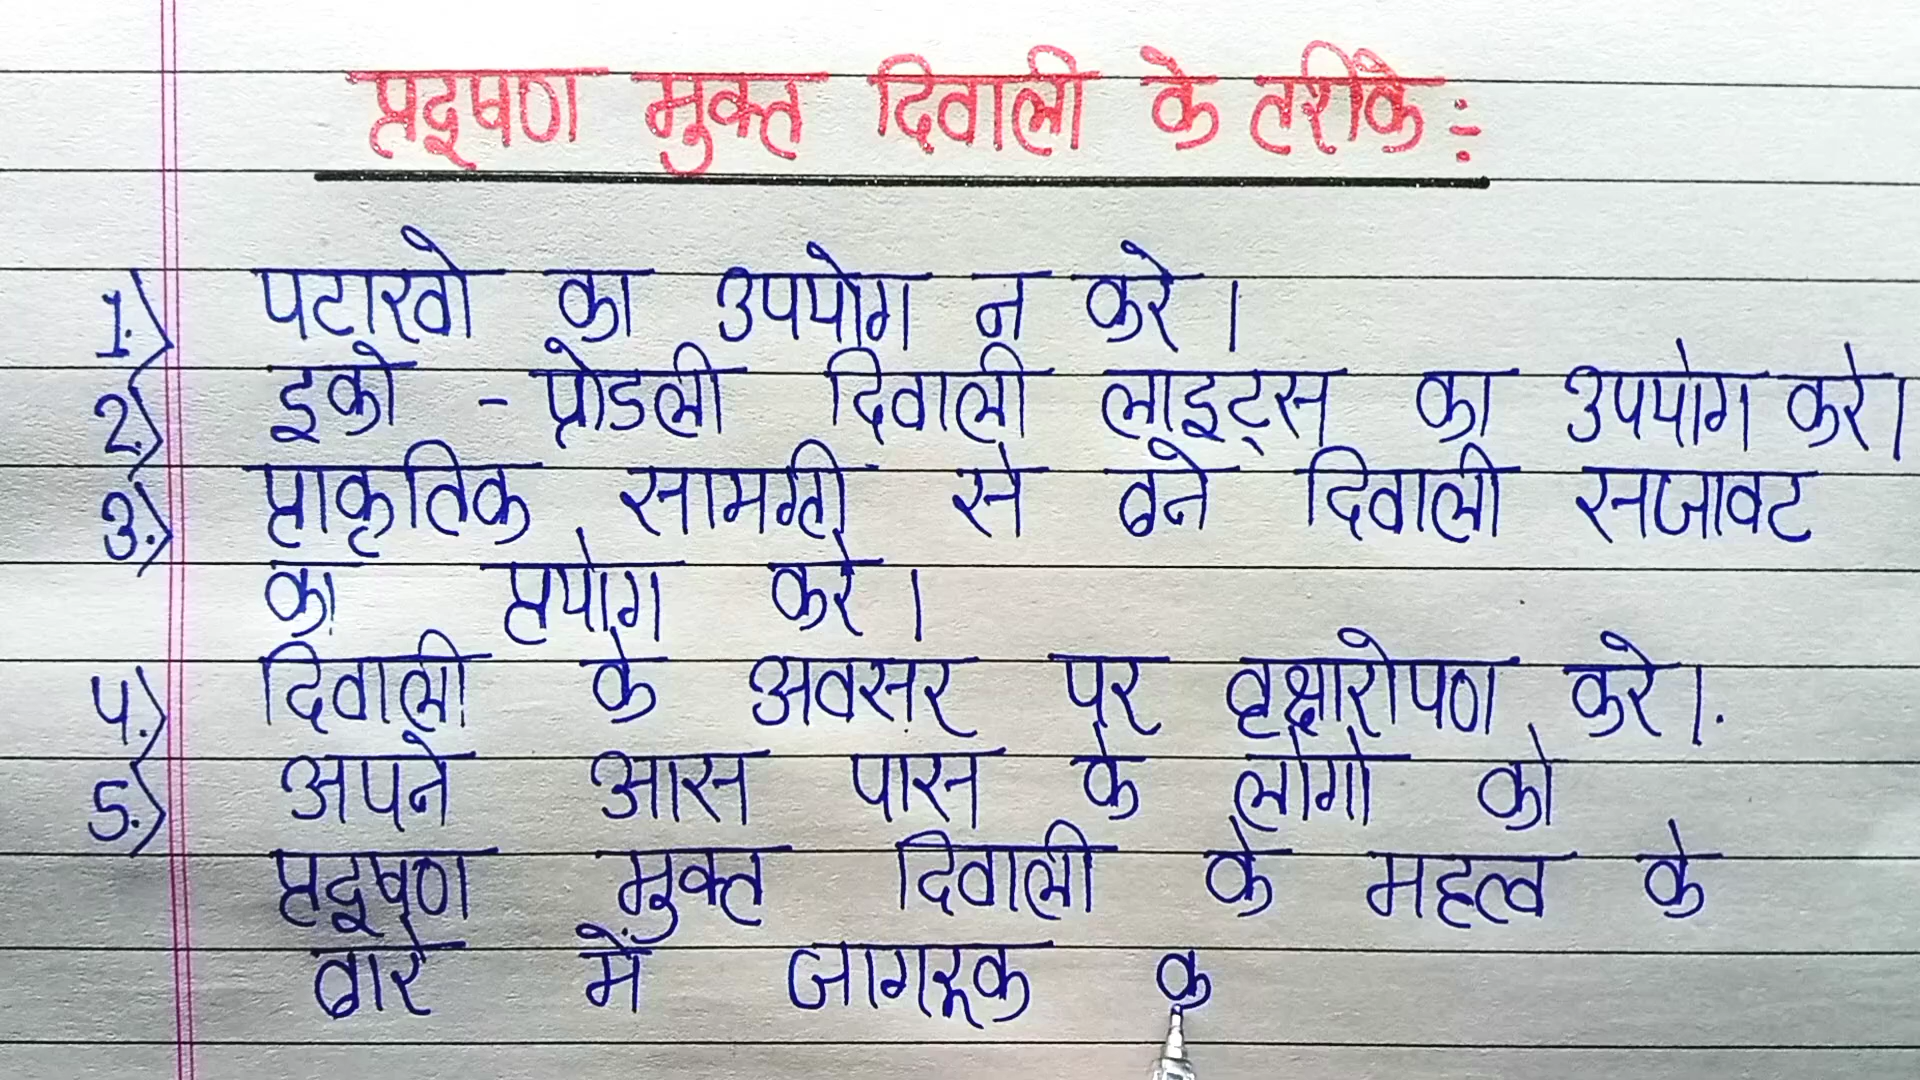 प्रदूषण मुक्त दिवाली के तरीके:-
1.) पटाखो का उपयोग न करे।
2.) इको - फ्रेंडली दिवाली लाइट्स का उपयोग करे।
3.) प्राकृतिक सामग्री से बने दिवाली सजावट
का प्रयोग करे।
4.) दिवाली के अवसर पर वृक्षारोपण करे।
5.) अपने आस पास के लोगो को
प्रदूषण मुक्त दिवाली के महत्व के
बारे में जागरूक क